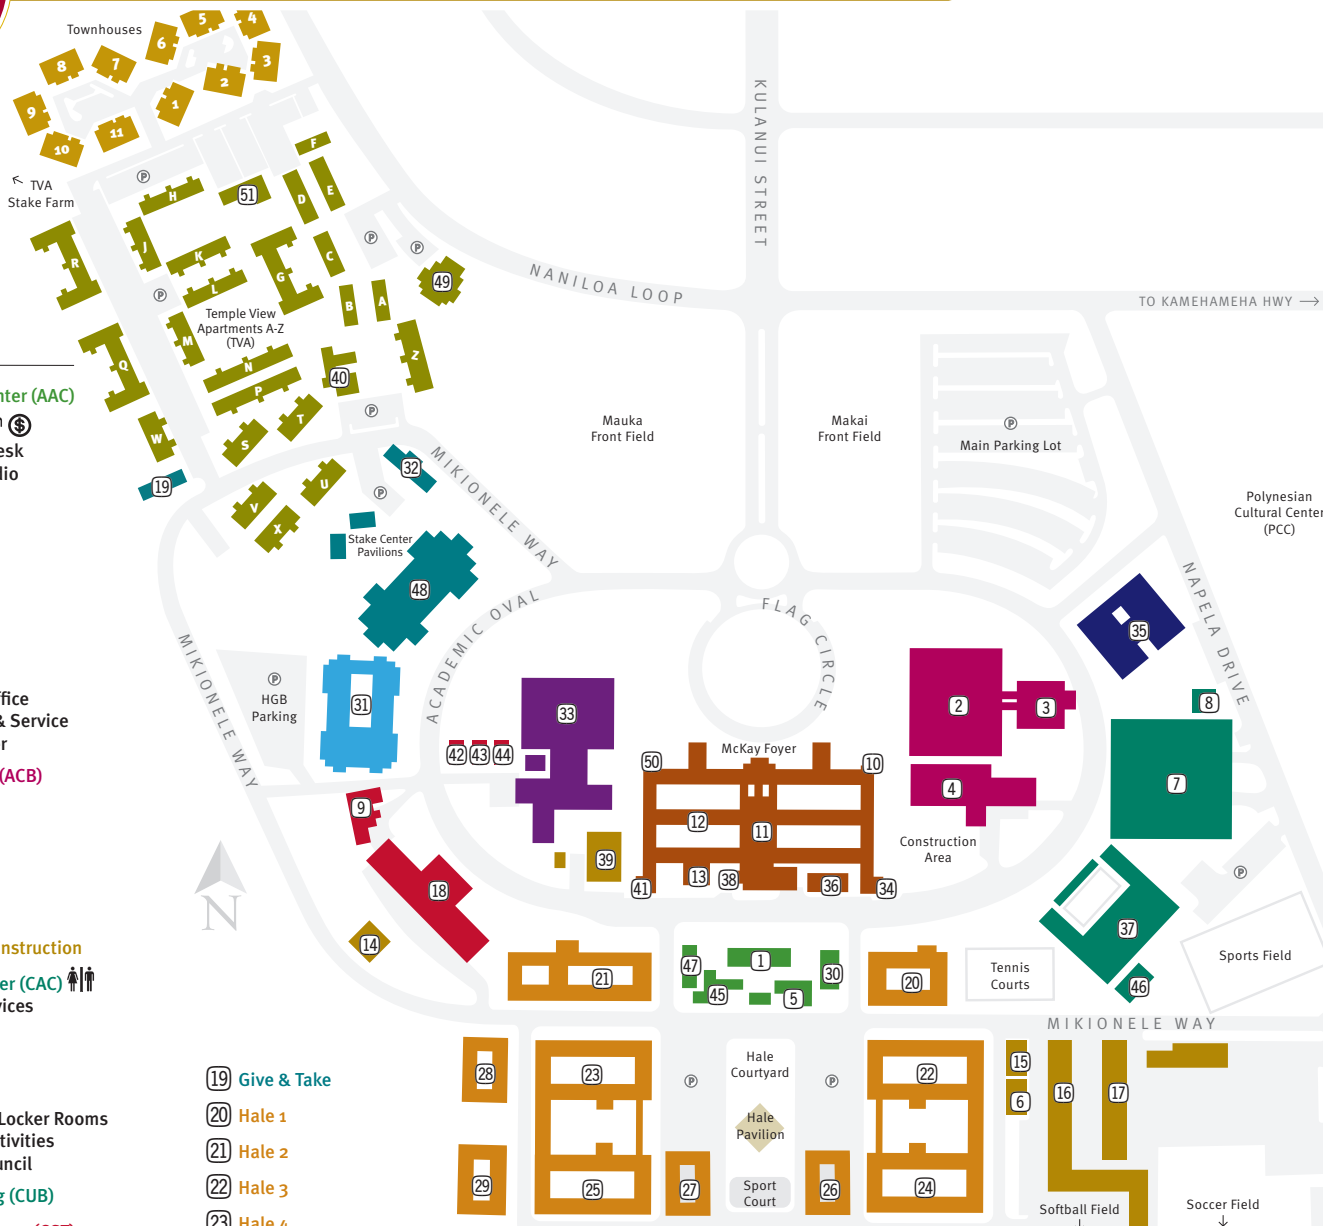 Townhouses
5
4
6
3
8
7
2
1
9
11
10
TVA
Stake Farm
P
F
H
51
D
E
J
K
L
G
C
P
P
R
49
B
A
P
Temple View
Apartments A-Z
(TVA)
M
N
P
Q
40
Z
T
S
W
P
U
V
X
19
32
P
Stake Center
Pavilions
48
KULANUI STREET
NANILOA LOOP
TO KAMEHAMEHA HWY
Mauka
Front Field
Makai
Front Field
P
Main Parking Lot
Polynesian
Cultural Center
(PCC)
MIKIONELE WAY
ACADEMIC OVAL
FLAG CIRCLE
NAPELA DRIVE
MIKIONELE WAY
P
HGB
Parking
31
33
42
43
44
9
18
14
39
McKay Foyer
50
10
12
11
13
38
36
41
34
2
3
4
Construction
Area
35
8
7
P
37
46
Sports Field
N
21
47
1
30
45
5
20
Tennis
Courts
MIKIONELE WAY
28
23
29
25
27
P
Hale
Courtyard
P
Hale
Pavilion
Sport
Court
26
22
24
15
6
16
17
Softball Field
Soccer Field
nter (AAC)
$
esk
dio
ffice
& Service
r
(ACB)
nstruction
er (CAC)
vices
Locker Rooms
tivities
uncil
g (CUB)
19 Give & Take
20 Hale 1
21 Hale 2
22 Hale 3
23 Hale 4